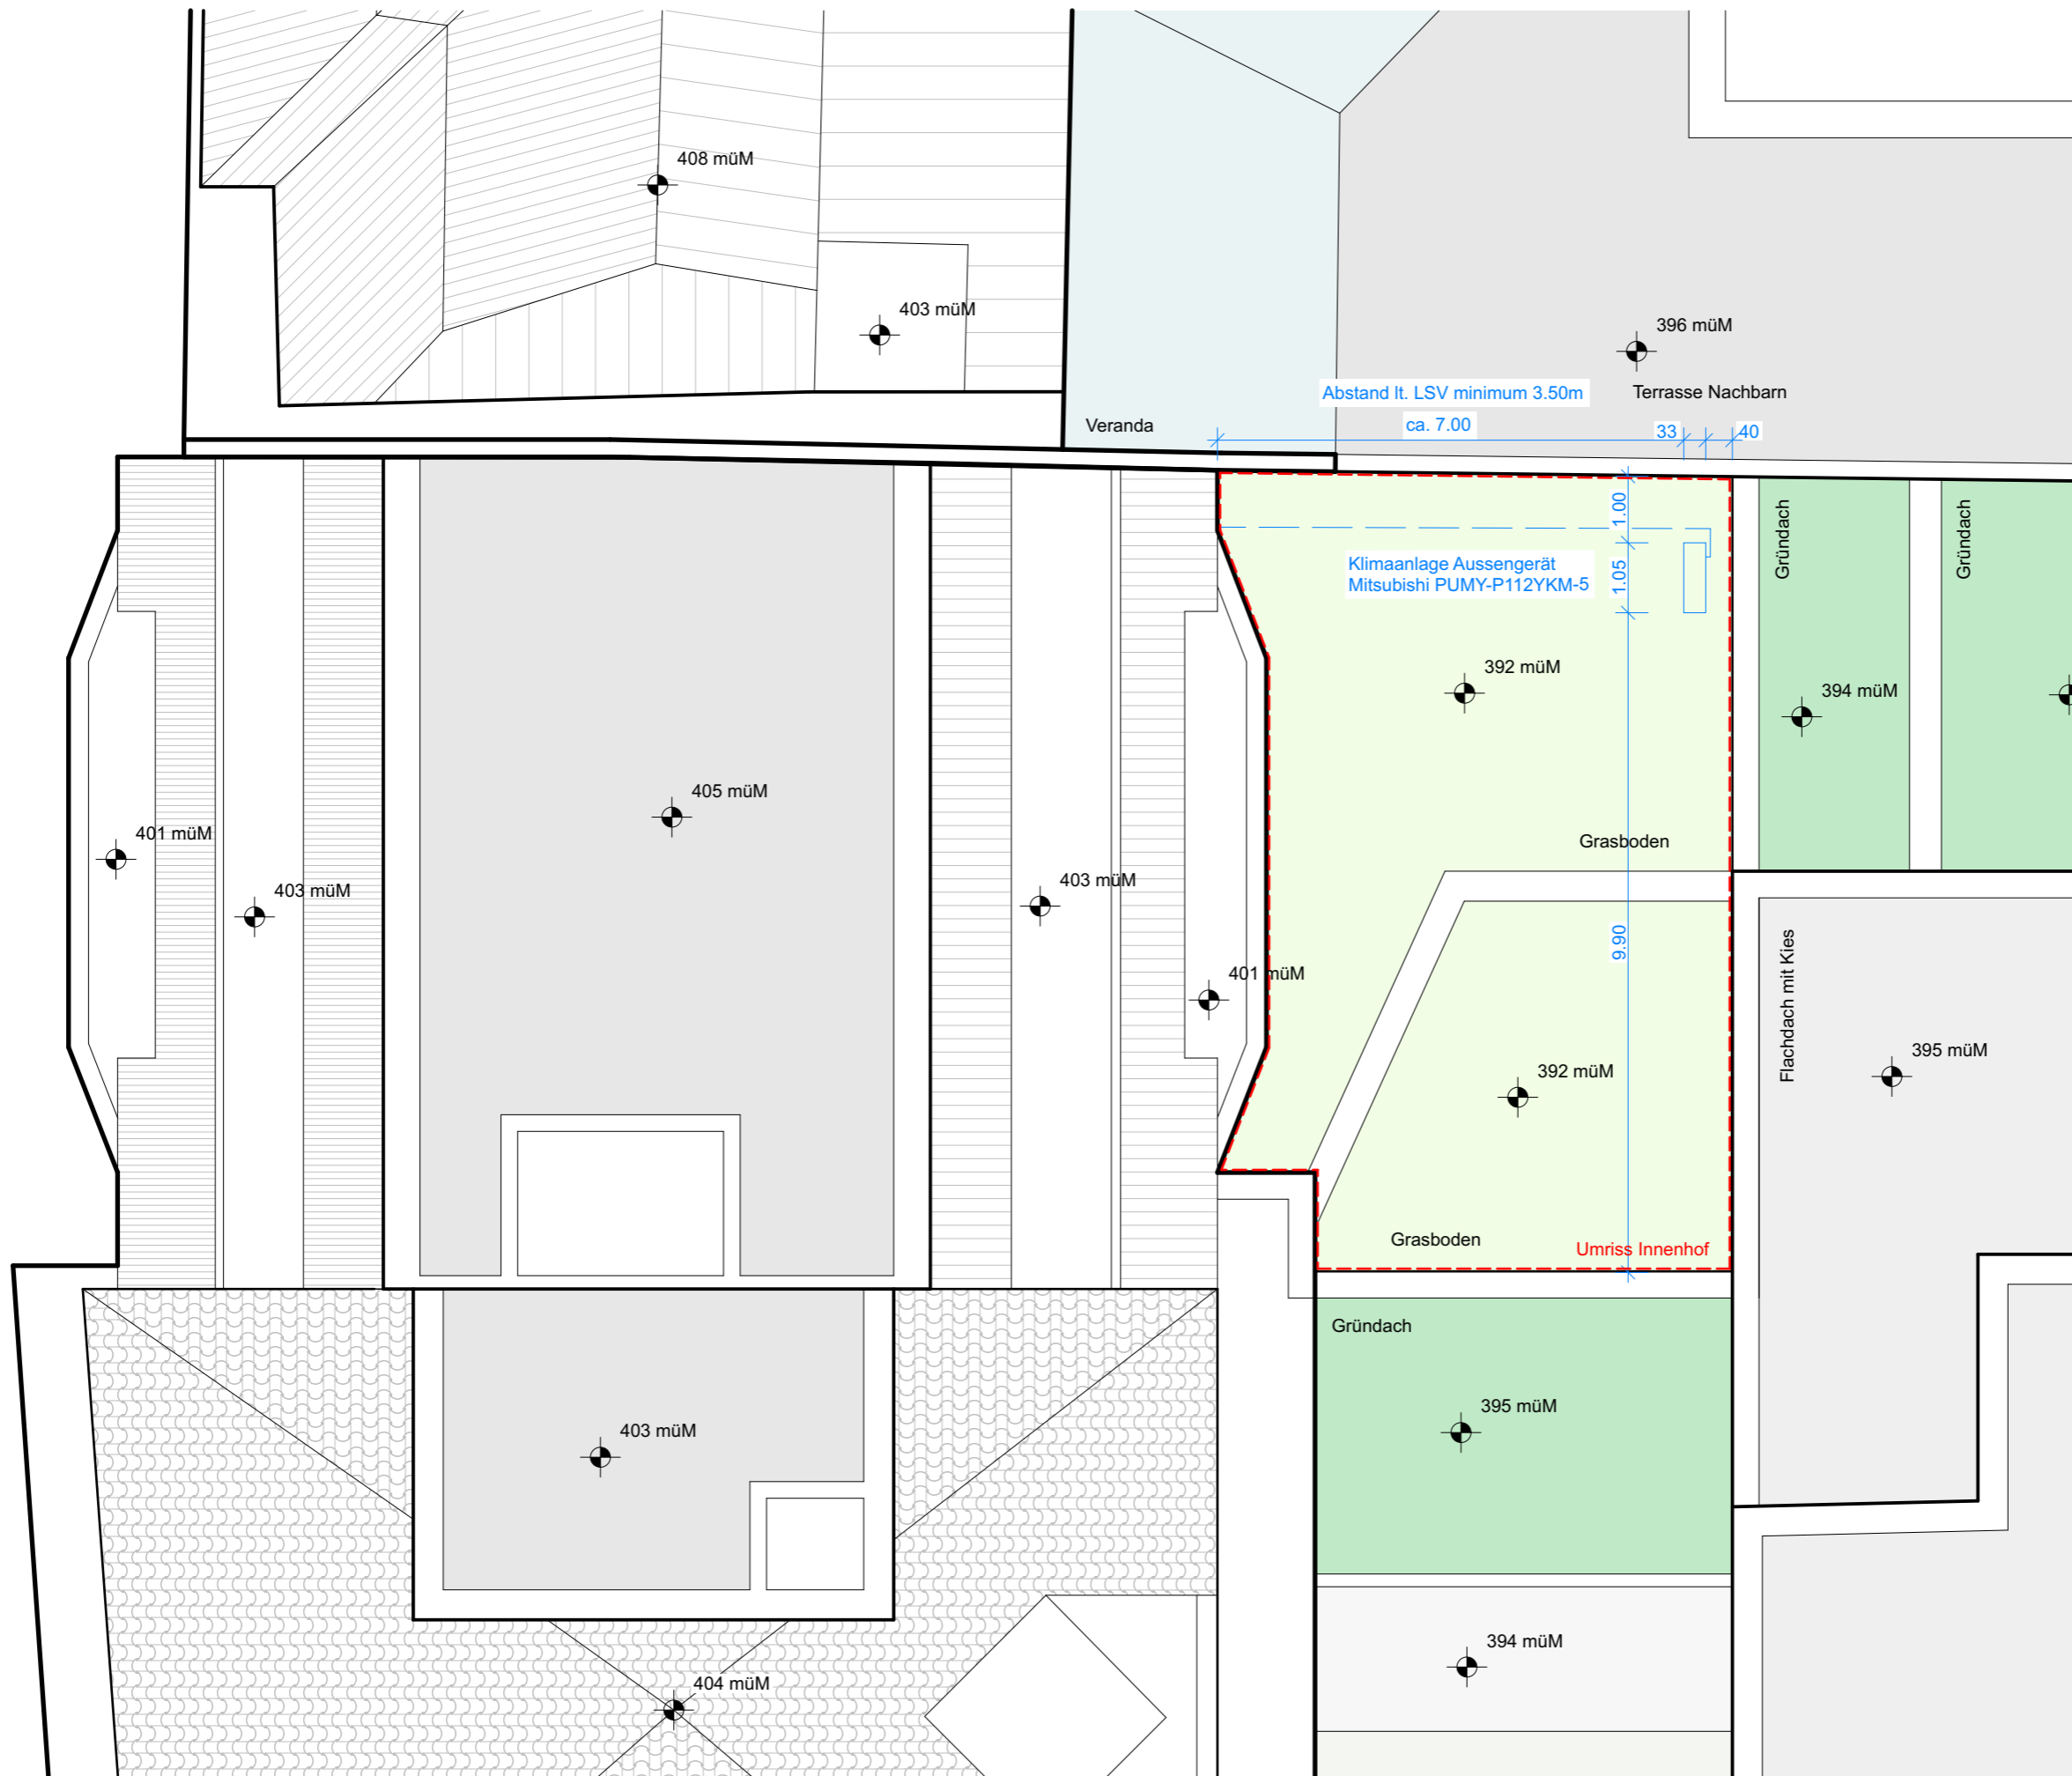 408 müM
403 müM
396 müM
Abstand lt. LSV minimum 3.50m
Terrasse Nachbarn
Veranda
ca. 7.00
33
40
1.00
Gründach
Gründach
Klimaanlage Aussengerät
Mitsubishi PUMY-P112YKM-5
1.05
392 müM
394 müM
405 müM
401 müM
Grasboden
403 müM
403 müM
9.90
Flachdach mit Kies
401 müM
395 müM
392 müM
Grasboden
Umriss Innenhof
Gründach
395 müM
403 müM
394 müM
404 müM